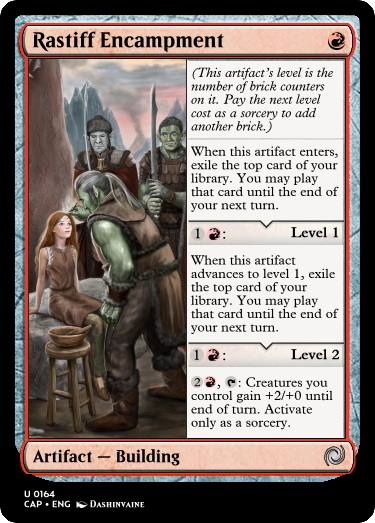 Rastiff Encampment
(This artifact's level is the
number of brick counters
on it. Pay the next level
cost as a sorcery to add
another brick.)
When this artifact enters,
exile the top card of your
library. You may play
that card until the end of
your next turn.
1 : Level 1
When this artifact
advances to level 1, exile
the top card of your
library. You may play
that card until the end of
your next turn.
1 : Level 2
2 , : Creatures you
control gain +2/+0 until
end of turn. Activate
only as a sorcery.
Artifact — Building
U 0164
CAP • ENG Dashinvaine